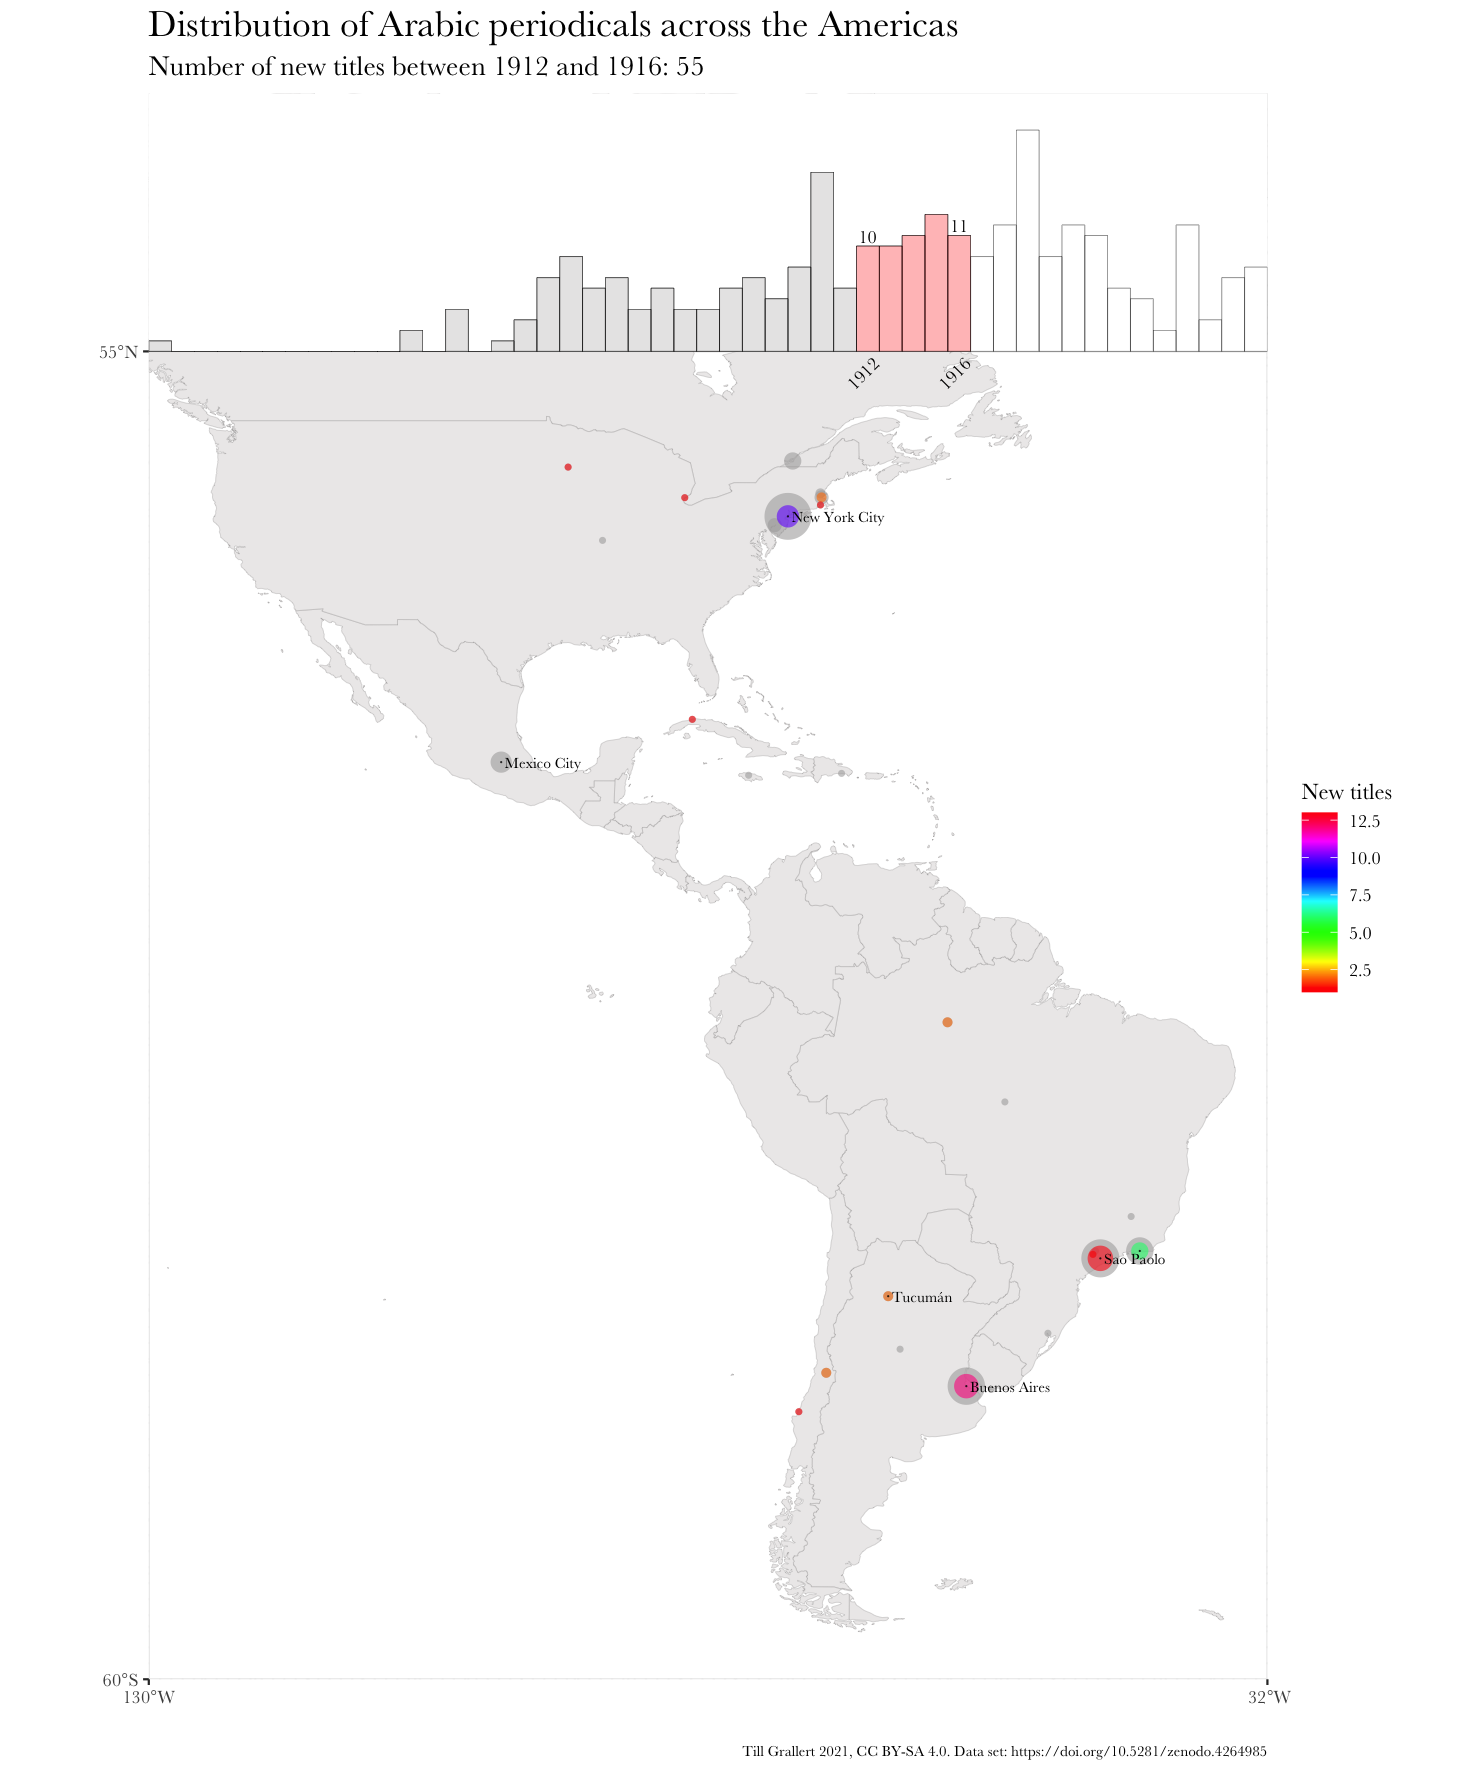 Distribution of Arabic periodicals across the Americas
Number of new titles between 1912 and 1916: 55
10
11
55°N
1912
1916
New York City
Mexico City
New titles
12.5
10.0
7.5
5.0
2.5
Sao Paolo
Tucumán
Buenos Aires
60°S
130°W
32°W
Till Grallert 2021, CC BY-SA 4.0. Data set: https://doi.org/10.5281/zenodo.4264985